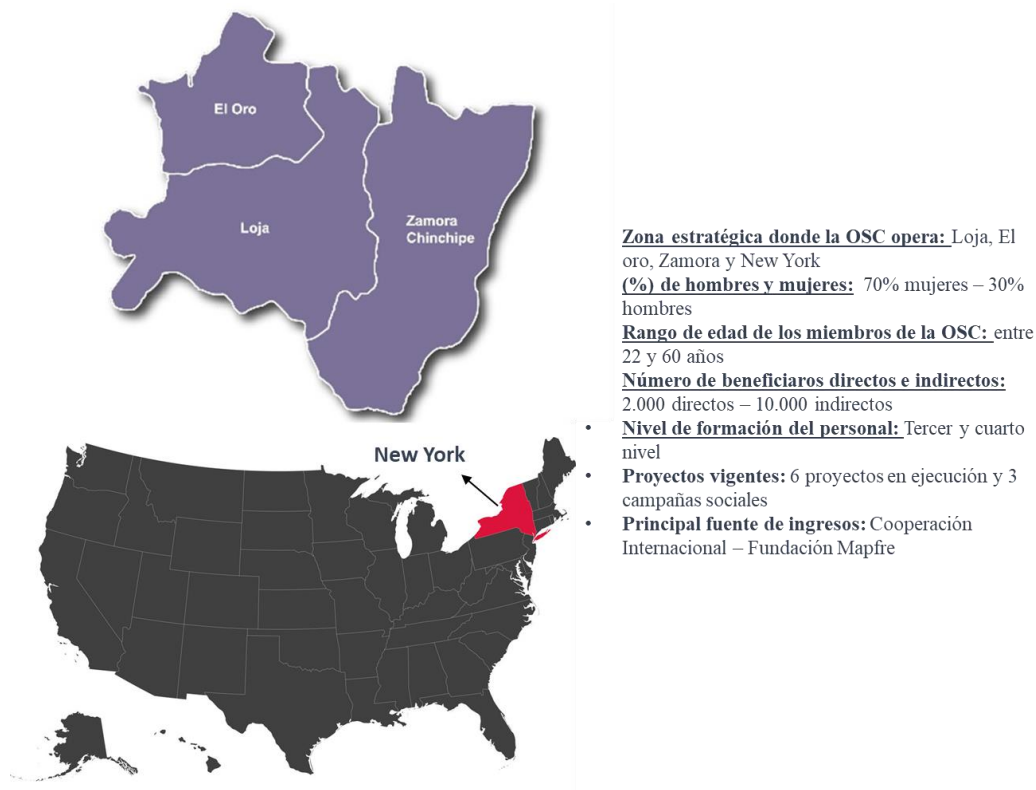 El Oro
Loja
Zamora
Chinchipe
New York
Zona estratégica donde la OSC opera: Loja, El
oro, Zamora y New York
(%) de hombres y mujeres: 70% mujeres – 30%
hombres
Rango de edad de los miembros de la OSC: entre
22 y 60 años
Número de beneficiaros directos e indirectos:
2.000 directos – 10.000 indirectos
• Nivel de formación del personal: Tercer y cuarto
nivel
• Proyectos vigentes: 6 proyectos en ejecución y 3
campañas sociales
• Principal fuente de ingresos: Cooperación
Internacional – Fundación Mapfre